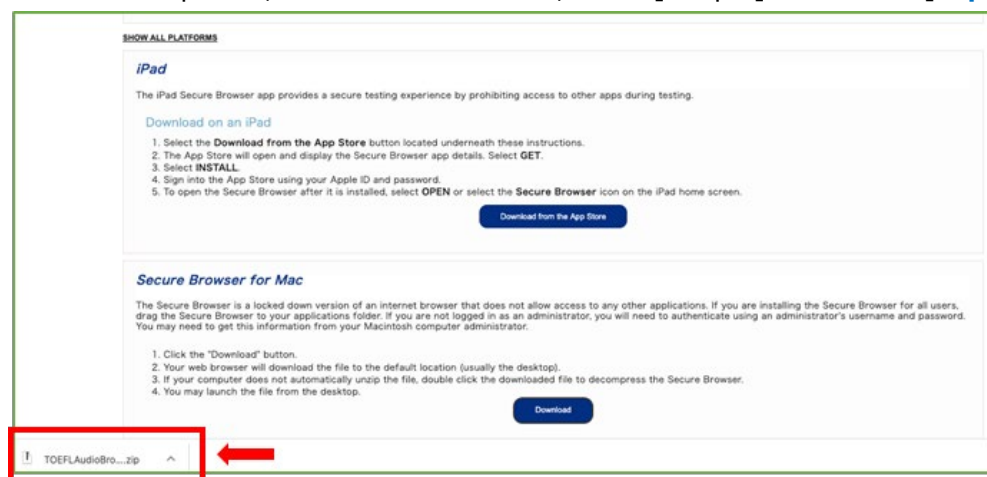 SHOW ALL PLATFORMS
iPad
The iPad Secure Browser app provides a secure testing experience by prohibiting access to other apps during testing.
Download on an iPad
1. Select the Download from the App Store button located underneath these instructions.
2. The App Store will open and display the Secure Browser app details. Select GET.
3. Select INSTALL.
4. Sign into the App Store using your Apple ID and password.
5. To open the Secure Browser after it is installed, select OPEN or select the Secure Browser icon on the iPad home screen.
Download from the App Store
Secure Browser for Mac
The Secure Browser is a locked down version of an internet browser that does not allow access to any other applications. If you are installing the Secure Browser for all users,
drag the Secure Browser to your applications folder. If you are not logged in as an administrator, you will need to authenticate using an administrator's username and password.
You may need to get this information from your Macintosh computer administrator.
1. Click the "Download" button.
2. Your web browser will download the file to the default location (usually the desktop).
3. If your computer does not automatically unzip the file, double click the downloaded file to decompress the Secure Browser.
4. You may launch the file from the desktop.
Download
TOEFLAudioBro....zip